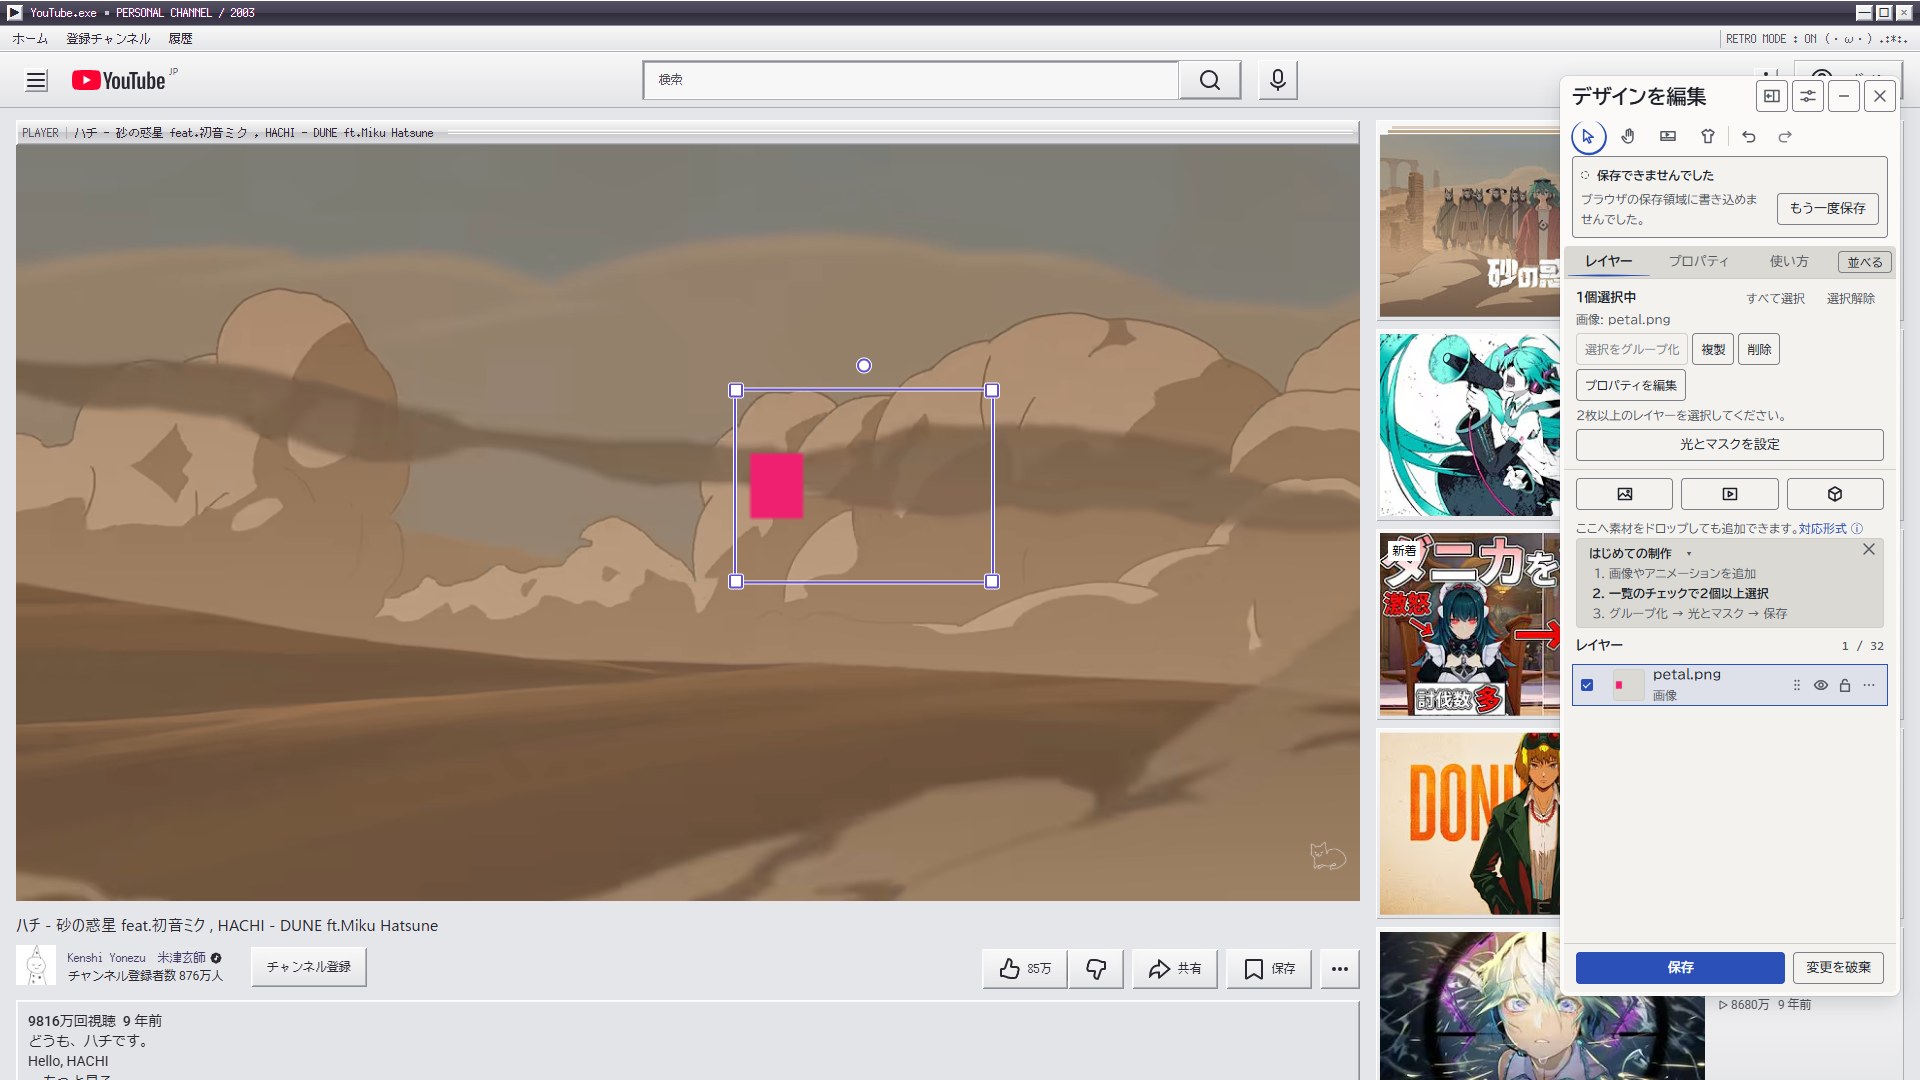 YouTube.exe ▪ PERSONAL CHANNEL / 2003
ホーム 登録チャンネル 履歴
RETRO MODE : ON (・ω・) .:*:.
YouTube JP
検索
デザインを編集
PLAYER ハチ - 砂の惑星 feat.初音ミク , HACHI - DUNE ft.Miku Hatsune
保存できませんでした
ブラウザの保存領域に書き込めま
せんでした。
もう一度保存
レイヤー プロパティ 使い方 並べる
1個選択中 すべて選択 選択解除
画像: petal.png
選択をグループ化 複製 削除
プロパティを編集
2枚以上のレイヤーを選択してください。
光とマスクを設定
ここへ素材をドロップしても追加できます。対応形式 ⓘ
はじめての制作 ▾
1. 画像やアニメーションを追加
2. 一覧のチェックで2個以上選択
3. グループ化 → 光とマスク → 保存
レイヤー 1 / 32
petal.png
画像
保存 変更を破棄
砂の惑
新着
ダニカを
激怒
討伐数 多
DON
8680万 9 年前
ハチ - 砂の惑星 feat.初音ミク , HACHI - DUNE ft.Miku Hatsune
Kenshi Yonezu 米津玄師
チャンネル登録者数 876万人
チャンネル登録
85万
共有
保存
9816万回視聴 9 年前
どうも、ハチです。
Hello, HACHI